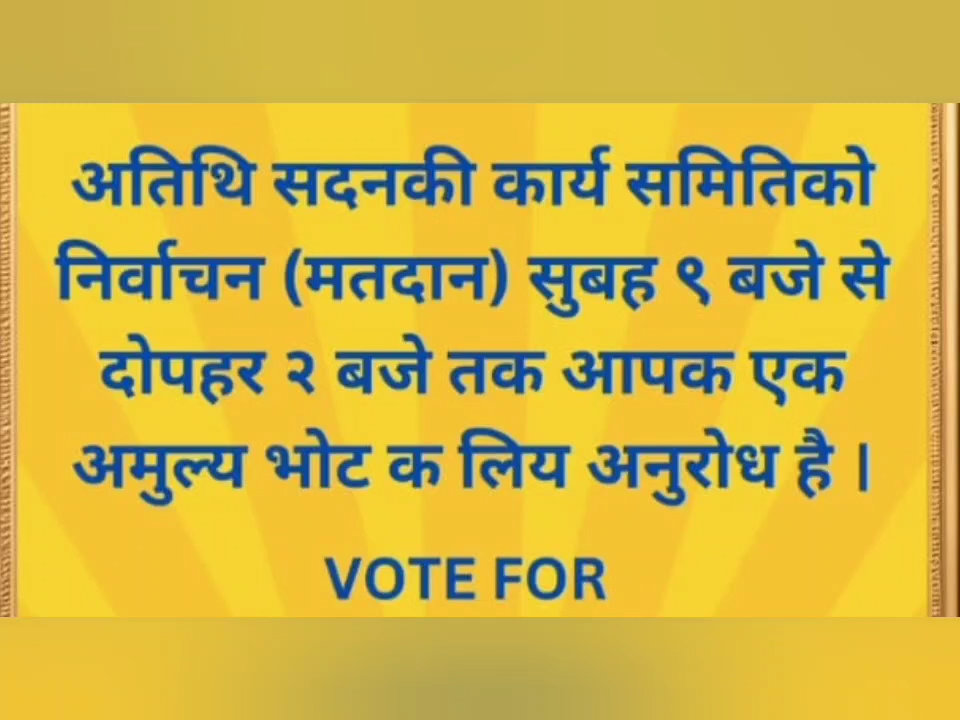 अतिथि सदनकी कार्य समितिको
निर्वाचन (मतदान) सुबह ९ बजे से
दोपहर २ बजे तक आपक एक
अमुल्य भोट क लिय अनुरोध है ।
VOTE FOR